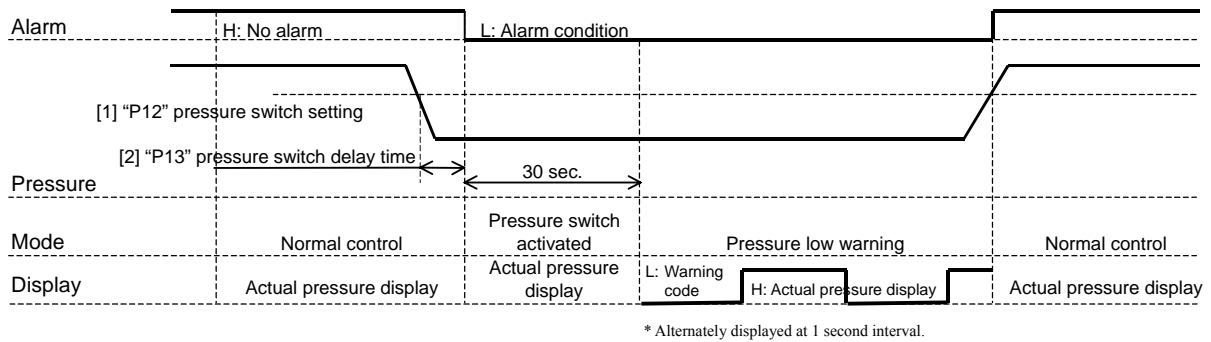 Alarm
H: No alarm
L: Alarm condition
[1] “P12” pressure switch setting
[2] “P13” pressure switch delay time
30 sec.
Pressure
Mode
Normal control
Pressure switch
activated
Pressure low warning
Normal control
Display
Actual pressure display
Actual pressure
display
L: Warning
code
H: Actual pressure display
Actual pressure display
* Alternately displayed at 1 second interval.